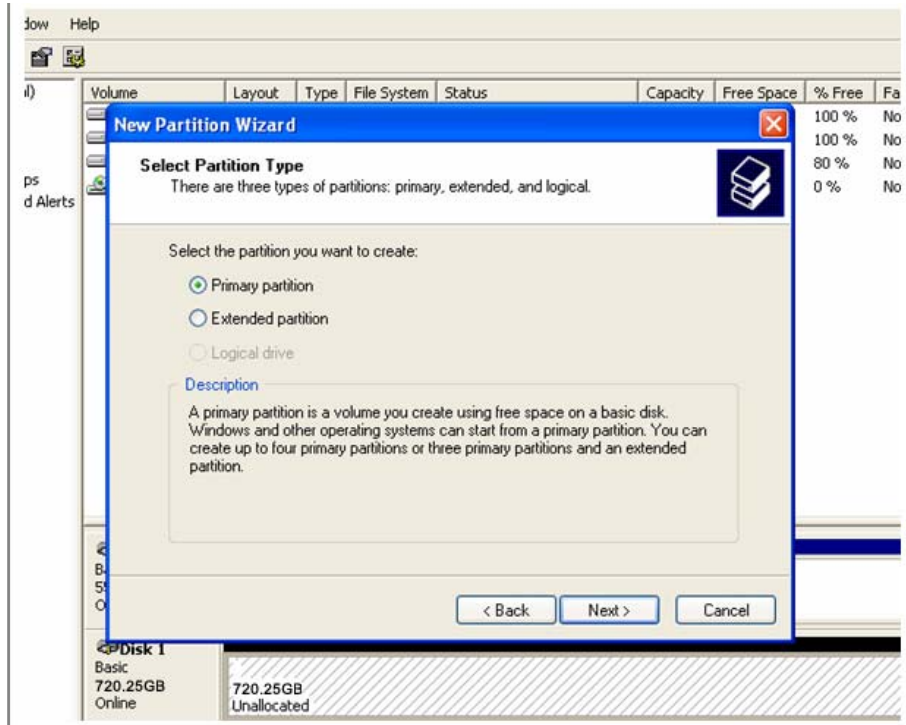 dow Help
l)
Volume Layout Type File System Status Capacity Free Space % Free Fa
New Partition Wizard
100 % No
100 % No
80 % No
0 % No
Select Partition Type
There are three types of partitions: primary, extended, and logical.
ps
d Alerts
Select the partition you want to create:
Primary partition
Extended partition
Logical drive
Description
A primary partition is a volume you create using free space on a basic disk.
Windows and other operating systems can start from a primary partition. You can
create up to four primary partitions or three primary partitions and an extended
partition.
B
5
O
< Back Next > Cancel
Disk 1
Basic
720.25GB
Online
720.25GB
Unallocated